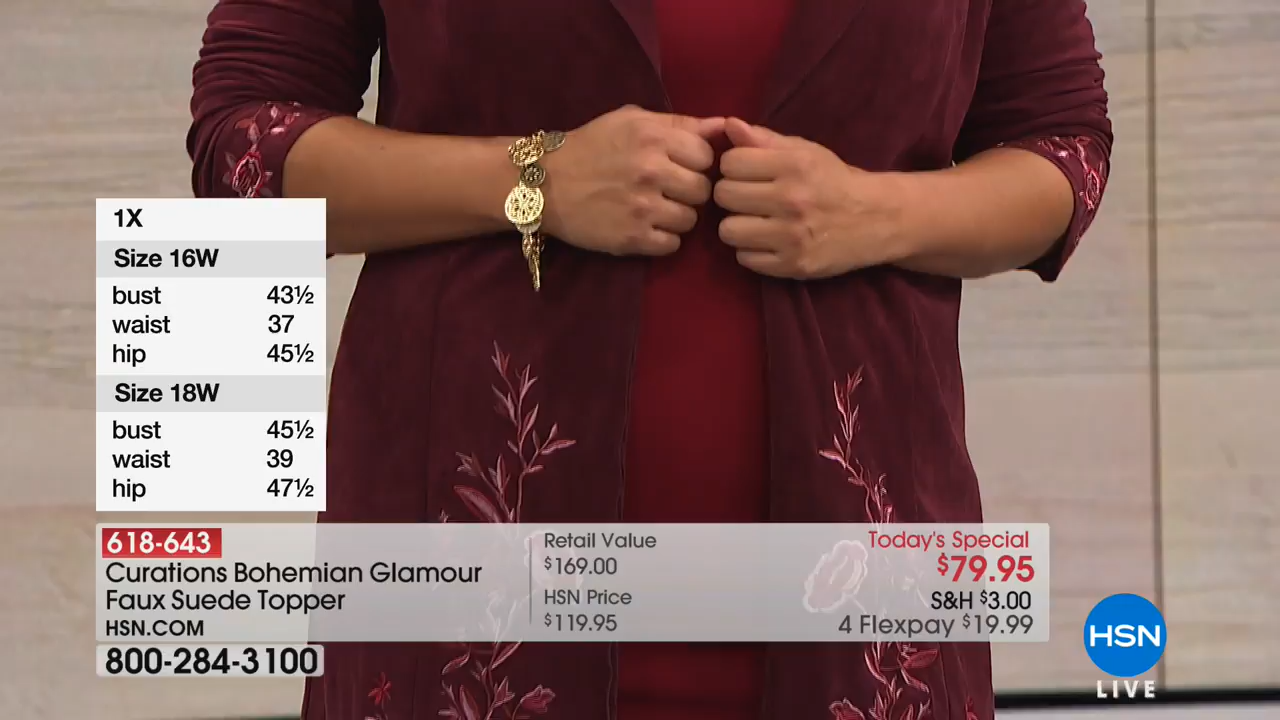 1X
Size 16W
bust 43½
waist 37
hip 45½
Size 18W
bust 45½
waist 39
hip 47½
618-643
Curations Bohemian Glamour
Faux Suede Topper
HSN.COM
800-284-3100
Retail Value
$169.00
HSN Price
$119.95
Today's Special
$79.95
S&H $3.00
4 Flexpay $19.99
HSN
LIVE